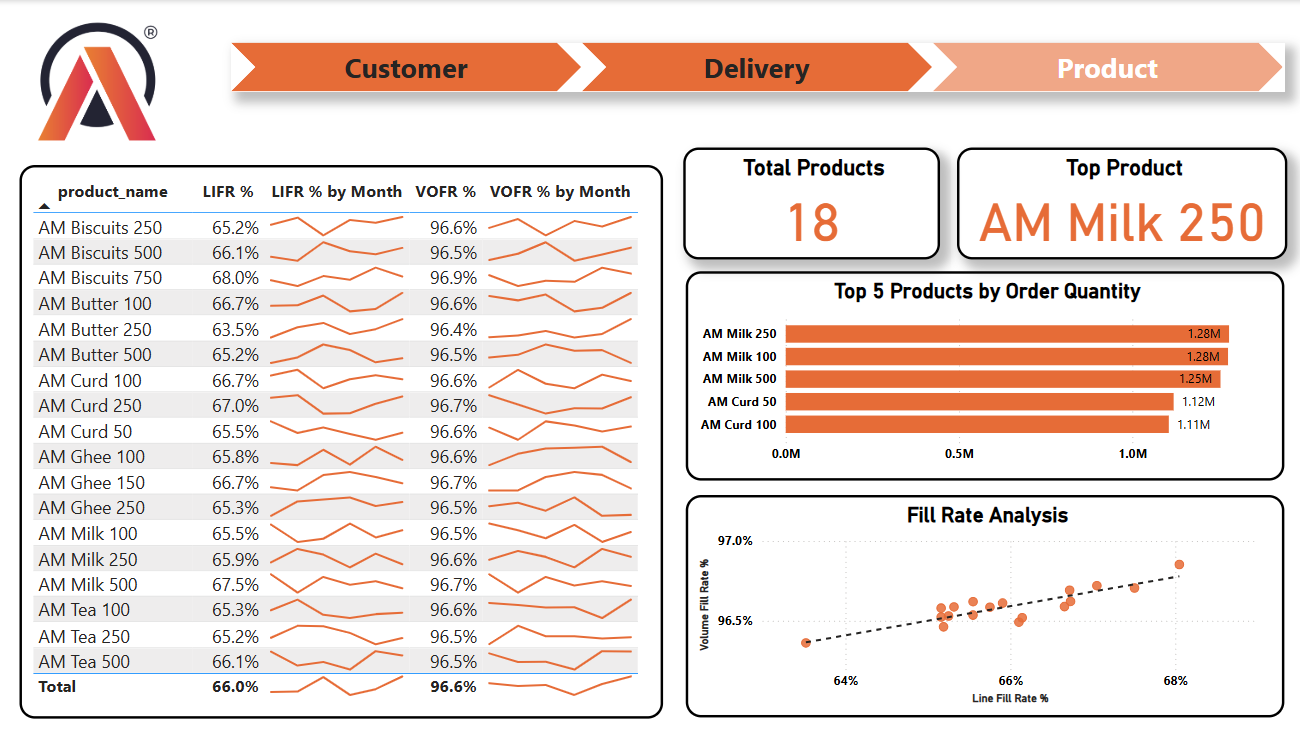 ®
Customer Delivery Product
product_name LIFR % LIFR % by Month VOFR % VOFR % by Month
AM Biscuits 250 65.2% 96.6%
AM Biscuits 500 66.1% 96.5%
AM Biscuits 750 68.0% 96.9%
AM Butter 100 66.7% 96.6%
AM Butter 250 63.5% 96.4%
AM Butter 500 65.2% 96.5%
AM Curd 100 66.7% 96.6%
AM Curd 250 67.0% 96.7%
AM Curd 50 65.5% 96.6%
AM Ghee 100 65.8% 96.6%
AM Ghee 150 66.7% 96.7%
AM Ghee 250 65.3% 96.5%
AM Milk 100 65.5% 96.5%
AM Milk 250 65.9% 96.6%
AM Milk 500 67.5% 96.7%
AM Tea 100 65.3% 96.6%
AM Tea 250 65.2% 96.5%
AM Tea 500 66.1% 96.5%
Total 66.0% 96.6%
Total Products
18
Top Product
AM Milk 250
Top 5 Products by Order Quantity
AM Milk 250 1.28M
AM Milk 100 1.28M
AM Milk 500 1.25M
AM Curd 50 1.12M
AM Curd 100 1.11M
0.0M 0.5M 1.0M
Fill Rate Analysis
Volume Fill Rate %
97.0%
96.5%
64% 66% 68%
Line Fill Rate %